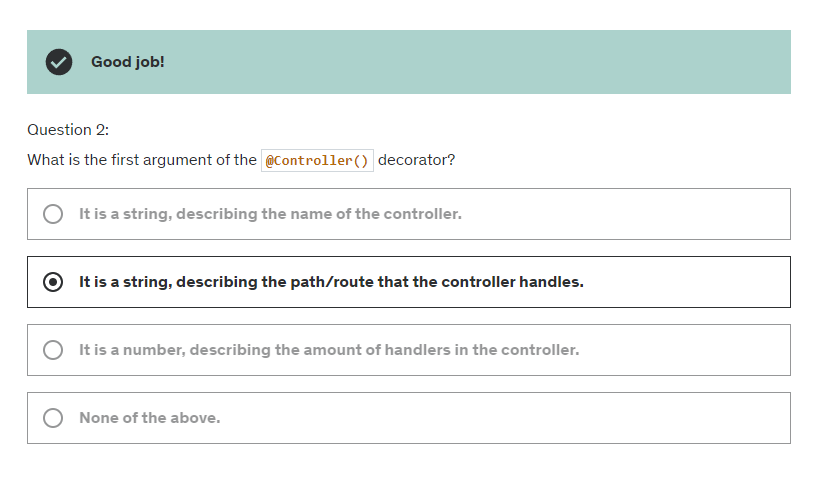 Good job!
Question 2:
What is the first argument of the @Controller() decorator?
It is a string, describing the name of the controller.
It is a string, describing the path/route that the controller handles.
It is a number, describing the amount of handlers in the controller.
None of the above.